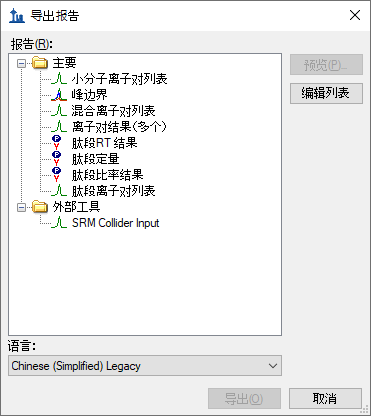 导出报告
报告(R):
预览(P)...
编辑列表
主要
小分子离子对列表
峰边界
混合离子对列表
离子对结果(多个)
肽段RT 结果
肽段定量
肽段比率结果
肽段离子对列表
外部工具
SRM Collider Input
语言:
Chinese (Simplified) Legacy
导出(O)
取消